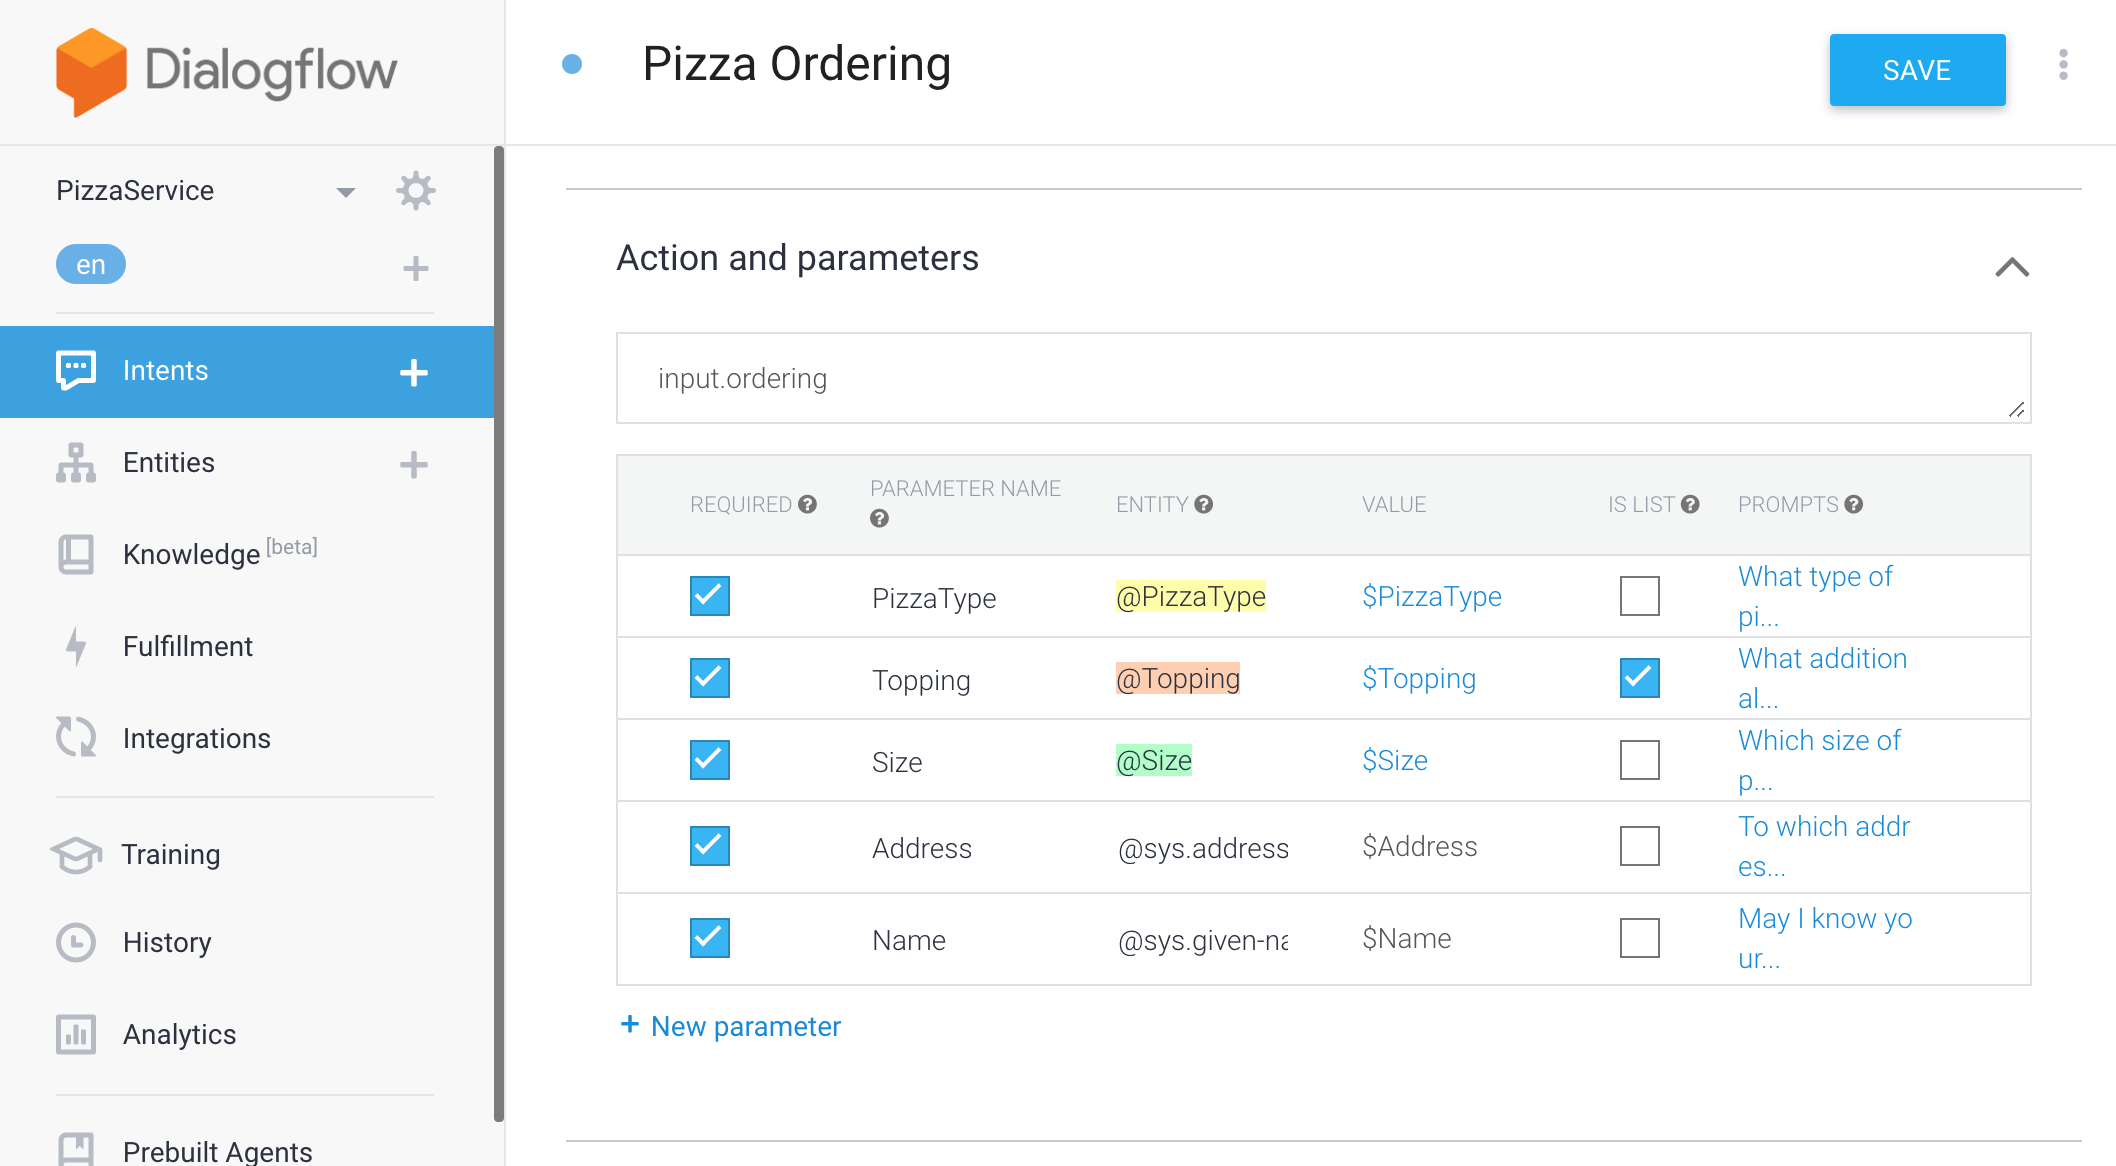 Dialogflow
Pizza Ordering
SAVE
PizzaService
en
Intents
Entities
Knowledge [beta]
Fulfillment
Integrations
Training
History
Analytics
Prebuilt Agents
Action and parameters
input.ordering
REQUIRED PARAMETER NAME ENTITY VALUE IS LIST PROMPTS
PizzaType @PizzaType $PizzaType What type of
pi...
Topping @Topping $Topping What addition
al...
Size @Size $Size Which size of
p...
Address @sys.address $Address To which addr
es...
Name @sys.given-na $Name May I know yo
ur...
+ New parameter